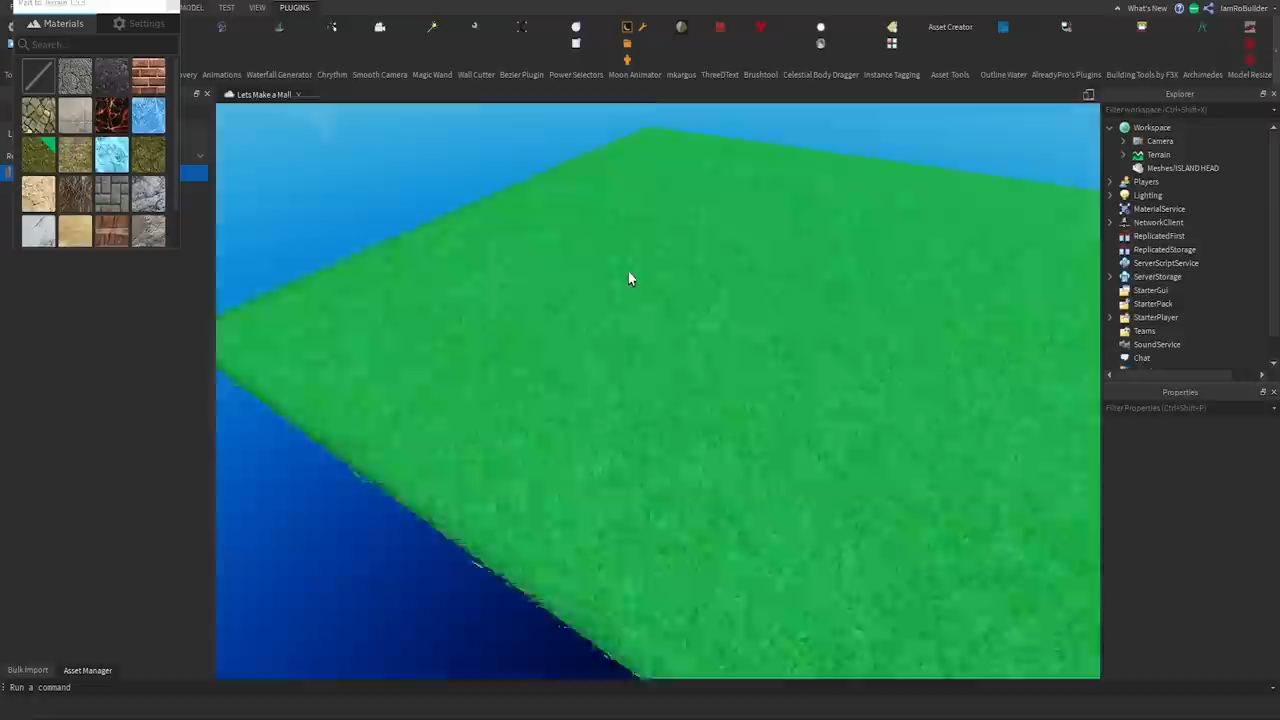 MODEL TEST VIEW PLUGINS
What's New IamRoBuilder
Asset Creator
Animations Waterfall Generator Chrythm Smooth Camera Magic Wand Wall Cutter Bezier Plugin Power Selectors Moon Animator mkargus ThreeDText Brushtool Celestial Body Dragger Instance Tagging Asset Tools Outline Water AlreadyPro's Plugins Building Tools by F3X Archimedes Model Resize
Materials Settings
Search...
Lets Make a Mall
Explorer
Filter workspace (Ctrl+Shift+X)
Workspace
Camera
Terrain
Meshes/ISLAND HEAD
Players
Lighting
MaterialService
NetworkClient
ReplicatedFirst
ReplicatedStorage
ServerScriptService
ServerStorage
StarterGui
StarterPack
StarterPlayer
Teams
SoundService
Chat
Properties
Filter Properties (Ctrl+Shift+P)
Bulk Import Asset Manager
Run a command